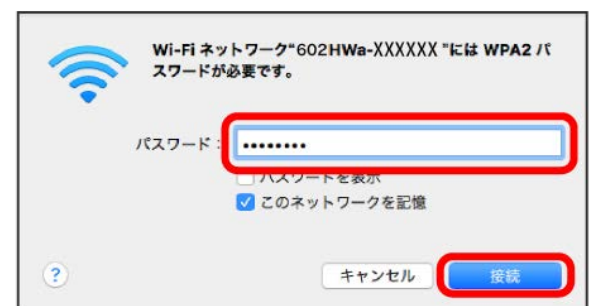 Wi-Fi ネットワーク“602HWa-XXXXXX ”には WPA2 パ
スワードが必要です。
パスワード： ••••••••
パスワードを表示
このネットワークを記憶
? キャンセル 接続